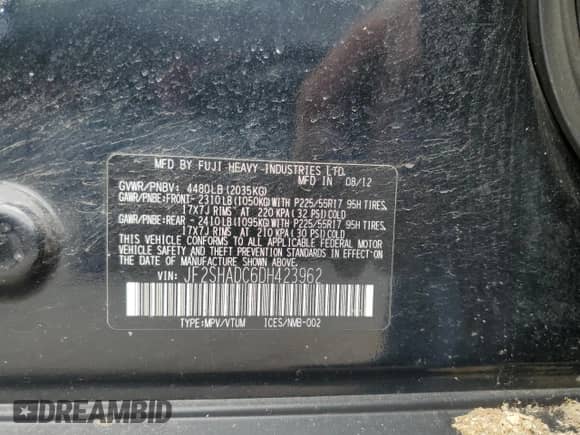 MFD BY FUJI HEAVY INDUSTRIES LTD.
MFD IN 08/12
GVWR/PNBV: 4480LB(2035KG)
GAWR/PNBE:FRONT-2310LB(1050KG)WITH P225/55R17 95H TIRES,
17X7J RIMS AT 220 KPA(32 PSI)COLD
GAWR/PNBE:REAR -2410LB(1095KG)WITH P225/55R17 95H TIRES,
17X7J RIMS AT 210 KPA(30 PSI)COLD
THIS VEHICLE CONFORMS TO ALL APPLICABLE FEDERAL MOTOR
VEHICLE SAFETY AND THEFT PREVENTION STANDARDS IN EFFECT ON
THE DATE OF MANUFACTURE SHOWN ABOVE.
VIN: JF2SHADC6DH423962
TYPE:MPV/VTUM ICES/NMB-002
DREAMBID